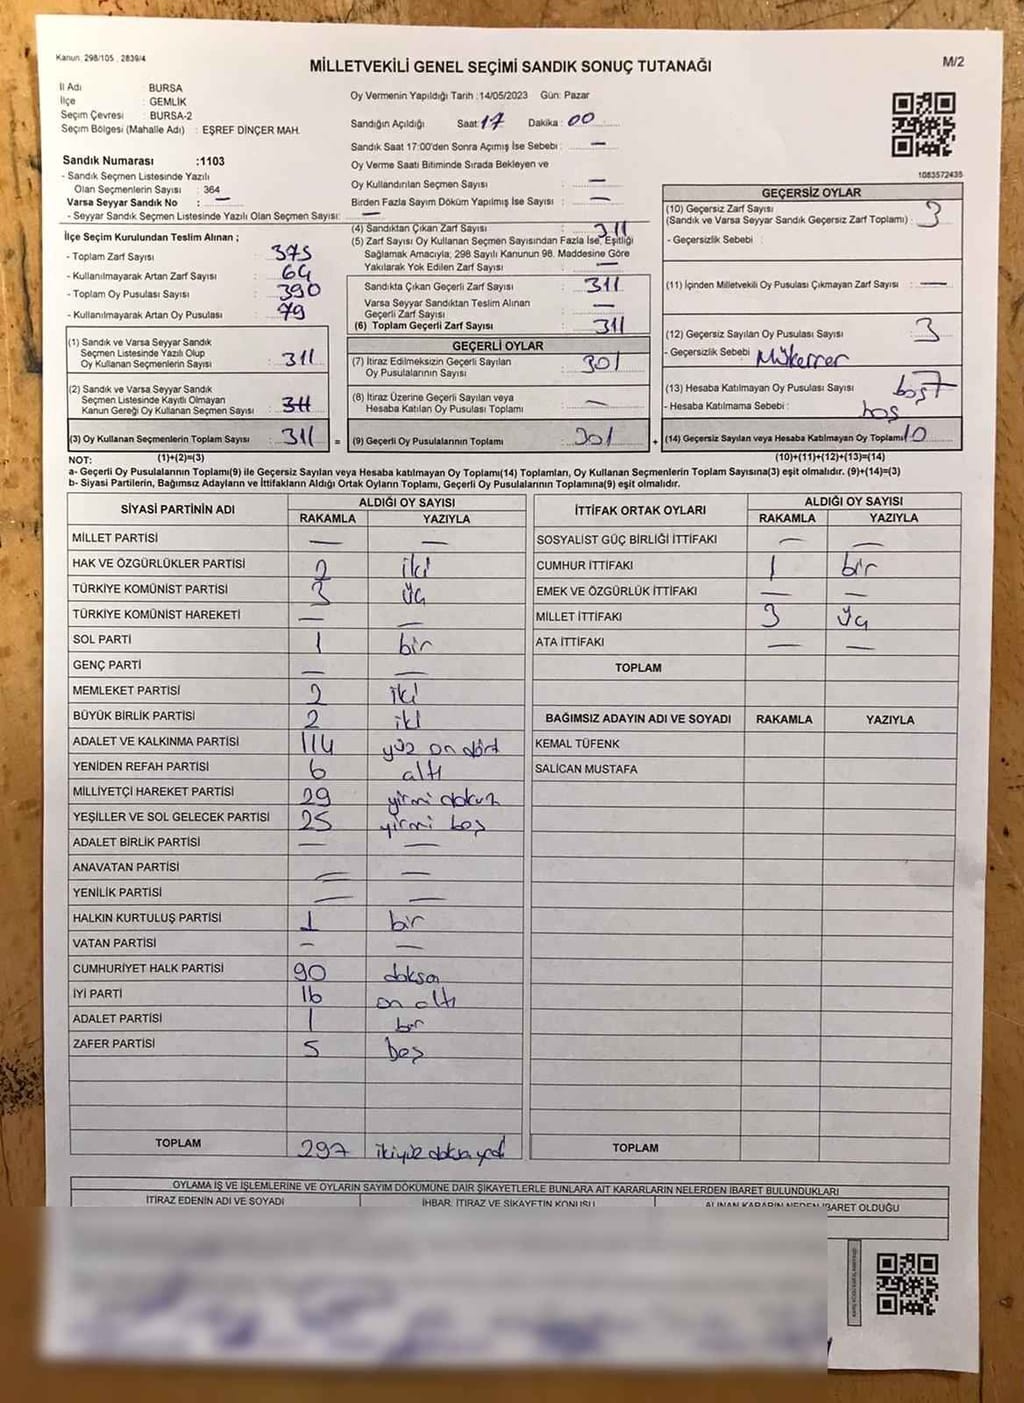 Kanun: 298/105 , 2839/4
MİLLETVEKİLİ GENEL SEÇİMİ SANDIK SONUÇ TUTANAĞI
M/2
İl Adı : BURSA
İlçe : GEMLİK
Seçim Çevresi : BURSA-2
Seçim Bölgesi (Mahalle Adı) : EŞREF DİNÇER MAH.
Sandık Numarası :1103
- Sandık Seçmen Listesinde Yazılı
Olan Seçmenlerin Sayısı : 364
Varsa Seyyar Sandık No : —
- Seyyar Sandık Seçmen Listesinde Yazılı Olan Seçmen Sayısı: —
Oy Vermenin Yapıldığı Tarih :14/05/2023 Gün: Pazar
Sandığın Açıldığı Saat: 17 Dakika : 00
Sandık Saat 17:00'den Sonra Açımış İse Sebebi : —
Oy Verme Saati Bitiminde Sırada Bekleyen ve
Oy Kullandırılan Seçmen Sayısı : —
Birden Fazla Sayım Döküm Yapılmış İse Sayısı : —
1083572435
İlçe Seçim Kurulundan Teslim Alınan ;
- Toplam Zarf Sayısı : 375
- Kullanılmayarak Artan Zarf Sayısı : 64
- Toplam Oy Pusulası Sayısı : 390
- Kullanılmayarak Artan Oy Pusulası : 79
(4) Sandıktan Çıkan Zarf Sayısı : 311
(5) Zarf Sayısı Oy Kullanan Seçmen Sayısından Fazla İse, Eşitliği
Sağlamak Amacıyla, 298 Sayılı Kanunun 98. Maddesine Göre
Yakılarak Yok Edilen Zarf Sayısı : —
Sandıkta Çıkan Geçerli Zarf Sayısı : 311
Varsa Seyyar Sandıktan Teslim Alınan
Geçerli Zarf Sayısı : —
(6) Toplam Geçerli Zarf Sayısı : 311
GEÇERSİZ OYLAR
(10) Geçersiz Zarf Sayısı
(Sandık ve Varsa Seyyar Sandık Geçersiz Zarf Toplamı) : 3
- Geçersizlik Sebebi :
(11) İçinden Milletvekili Oy Pusulası Çıkmayan Zarf Sayısı : —
(12) Geçersiz Sayılan Oy Pusulası Sayısı : 3
- Geçersizlik Sebebi : Mükerrer
(13) Hesaba Katılmayan Oy Pusulası Sayısı : boş 7
- Hesaba Katılmama Sebebi : boş
(14) Geçersiz Sayılan veya Hesaba Katılmayan Oy Toplamı: 10
(10)+(11)+(12)+(13)=(14)
(1) Sandık ve Varsa Seyyar Sandık
Seçmen Listesinde Yazılı Olup
Oy Kullanan Seçmenlerin Sayısı : 311
(2) Sandık ve Varsa Seyyar Sandık
Seçmen Listesinde Kayıtlı Olmayan
Kanun Gereği Oy Kullanan Seçmen Sayısı : 311
(3) Oy Kullanan Seçmenlerin Toplam Sayısı : 311 =
GEÇERLİ OYLAR
(7) İtiraz Edilmeksizin Geçerli Sayılan
Oy Pusulalarının Sayısı : 301
(8) İtiraz Üzerine Geçerli Sayılan veya
Hesaba Katılan Oy Pusulası Toplamı : —
(9) Geçerli Oy Pusulalarının Toplamı : 301 +
NOT: (1)+(2)=(3)
a- Geçerli Oy Pusulalarının Toplamı(9) ile Geçersiz Sayılan veya Hesaba katılmayan Oy Toplamı(14) Toplamları, Oy Kullanan Seçmenlerin Toplam Sayısına(3) eşit olmalıdır. (9)+(14)=(3)
b- Siyasi Partilerin, Bağımsız Adayların ve İttifakların Aldığı Ortak Oyların Toplamı, Geçerli Oy Pusulalarının Toplamına(9) eşit olmalıdır.
SİYASİ PARTİNİN ADI ALDIĞI OY SAYISI
RAKAMLA YAZIYLA
MİLLET PARTİSİ — —
HAK VE ÖZGÜRLÜKLER PARTİSİ 2 iki
TÜRKİYE KOMÜNİST PARTİSİ 3 üç
TÜRKİYE KOMÜNİST HAREKETİ — —
SOL PARTİ 1 bir
GENÇ PARTİ — —
MEMLEKET PARTİSİ 2 iki
BÜYÜK BİRLİK PARTİSİ 2 iki
ADALET VE KALKINMA PARTİSİ 114 yüz on dört
YENİDEN REFAH PARTİSİ 6 altı
MİLLİYETÇİ HAREKET PARTİSİ 29 yirmi dokuz
YEŞİLLER VE SOL GELECEK PARTİSİ 25 yirmi beş
ADALET BİRLİK PARTİSİ — —
ANAVATAN PARTİSİ — —
YENİLİK PARTİSİ — —
HALKIN KURTULUŞ PARTİSİ 1 bir
VATAN PARTİSİ — —
CUMHURİYET HALK PARTİSİ 90 doksan
İYİ PARTİ 16 on altı
ADALET PARTİSİ 1 bir
ZAFER PARTİSİ 5 beş
TOPLAM 297 ikiyüz doksan yedi
İTTİFAK ORTAK OYLARI ALDIĞI OY SAYISI
RAKAMLA YAZIYLA
SOSYALIST GÜÇ BİRLİĞİ İTTİFAKI — —
CUMHUR İTTİFAKI 1 bir
EMEK VE ÖZGÜRLÜK İTTİFAKI — —
MİLLET İTTİFAKI 3 üç
ATA İTTİFAKI — —
TOPLAM
BAĞIMSIZ ADAYIN ADI VE SOYADI RAKAMLA YAZIYLA
KEMAL TÜFENK
SALİCAN MUSTAFA
TOPLAM
OYLAMA İŞ VE İŞLEMLERİNE VE OYLARIN SAYIM DÖKÜMÜNE DAİR ŞİKAYETLERLE BUNLARA AİT KARARLARIN NELERDEN İBARET BULUNDUKLARI
İTİRAZ EDENİN ADI VE SOYADI İHBAR, İTİRAZ VE ŞİKAYETİN KONUSU ALINAN KARARIN NEDEN İBARET OLDUĞU